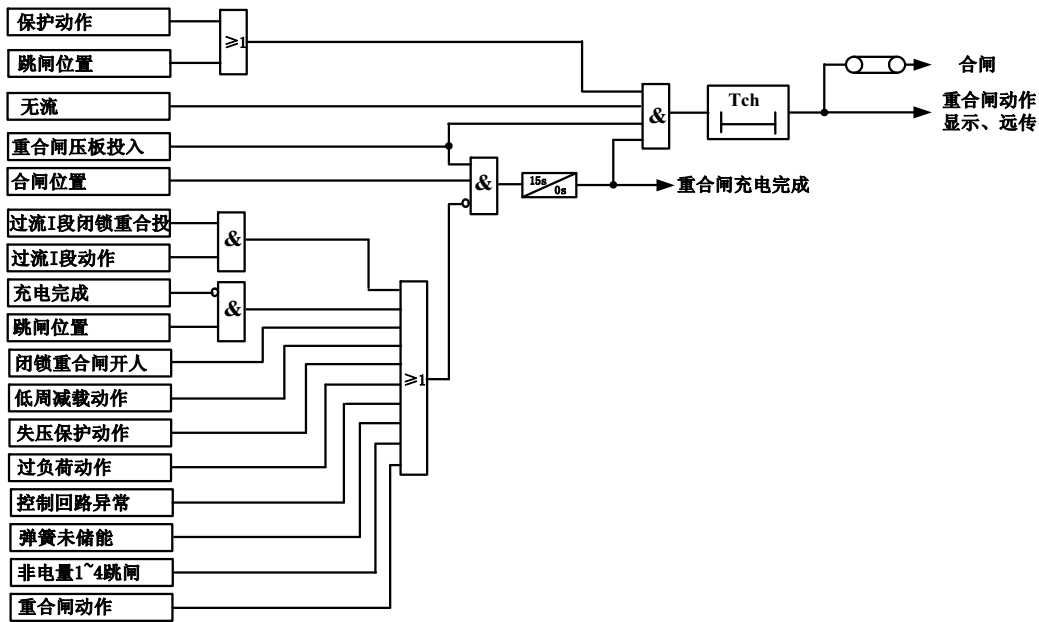 保护动作
≥1
跳闸位置
合闸
Tch
重合闸动作
显示、远传
无流
&
重合闸压板投入
合闸位置
&
15s
0s
重合闸充电完成
过流I段闭锁重合投
&
过流I段动作
充电完成
&
跳闸位置
闭锁重合闸开人
≥1
低周减载动作
失压保护动作
过负荷动作
控制回路异常
弹簧未储能
非电量1~4跳闸
重合闸动作